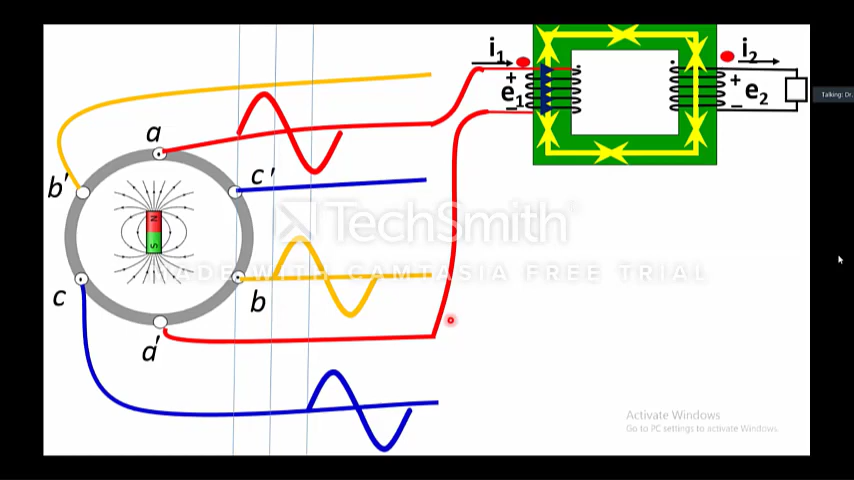 i1
i2
+
e1
−
+
e2
−
Talking: Dr.
a
b'
c'
N
S
TechSmith®
MADE WITH CAMTASIA FREE TRIAL
c
b
a'
Activate Windows
Go to PC settings to activate Windows.